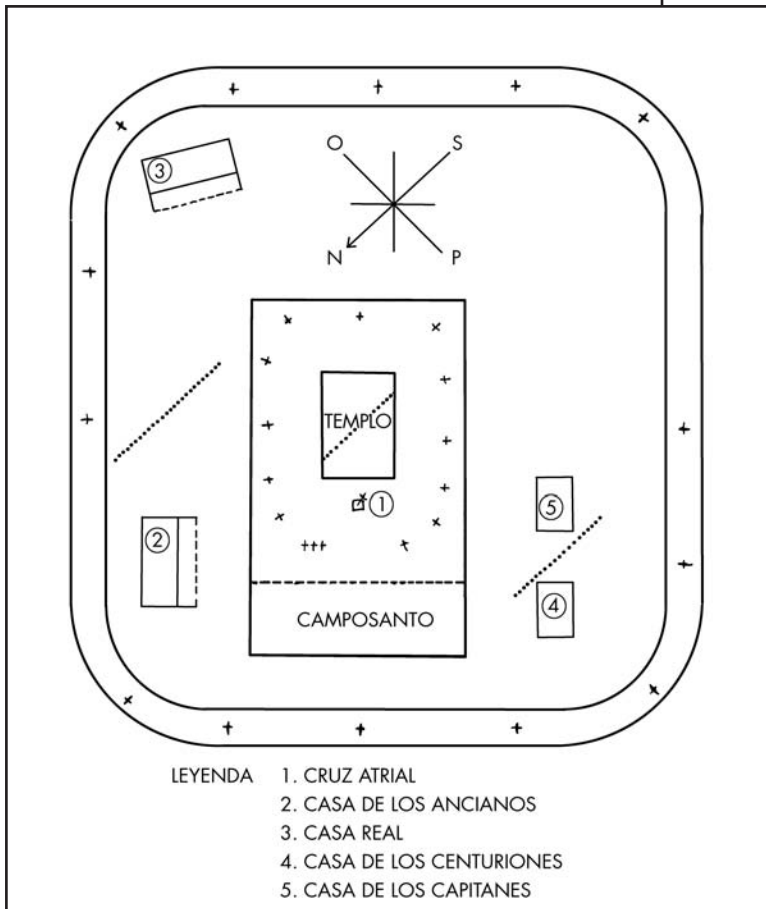 O S
③
N P
TEMPLO
①
⑤
②
④
CAMPOSANTO
LEYENDA 1. CRUZ ATRIAL
2. CASA DE LOS ANCIANOS
3. CASA REAL
4. CASA DE LOS CENTURIONES
5. CASA DE LOS CAPITANES